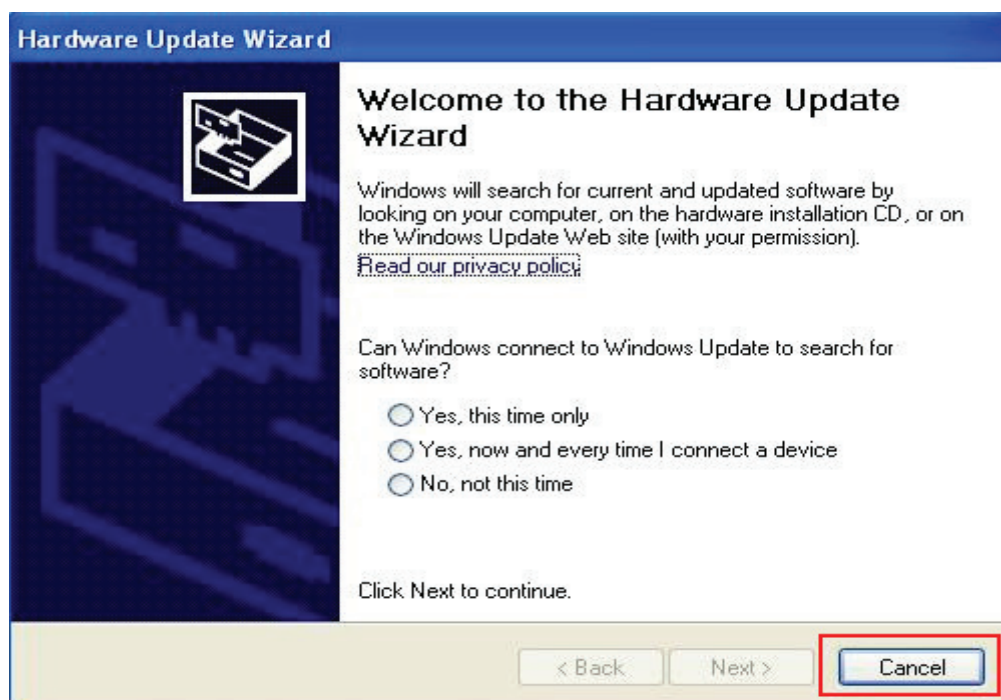 Hardware Update Wizard
Welcome to the Hardware Update
Wizard
Windows will search for current and updated software by
looking on your computer, on the hardware installation CD, or on
the Windows Update Web site (with your permission).
Read our privacy policy
Can Windows connect to Windows Update to search for
software?
Yes, this time only
Yes, now and every time I connect a device
No, not this time
Click Next to continue.
< Back Next > Cancel